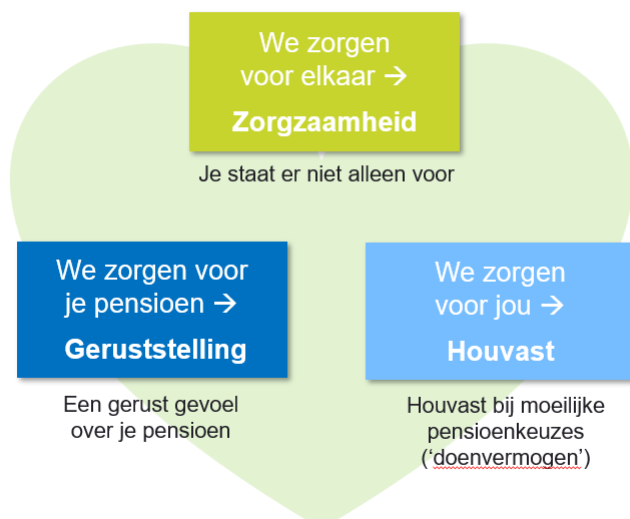 We zorgen
voor elkaar →
Zorgzaamheid
Je staat er niet alleen voor
We zorgen voor
je pensioen →
Geruststelling
Een gerust gevoel
over je pensioen
We zorgen
voor jou →
Houvast
Houvast bij moeilijke
pensioenkeuzes
(‘doenvermogen’)